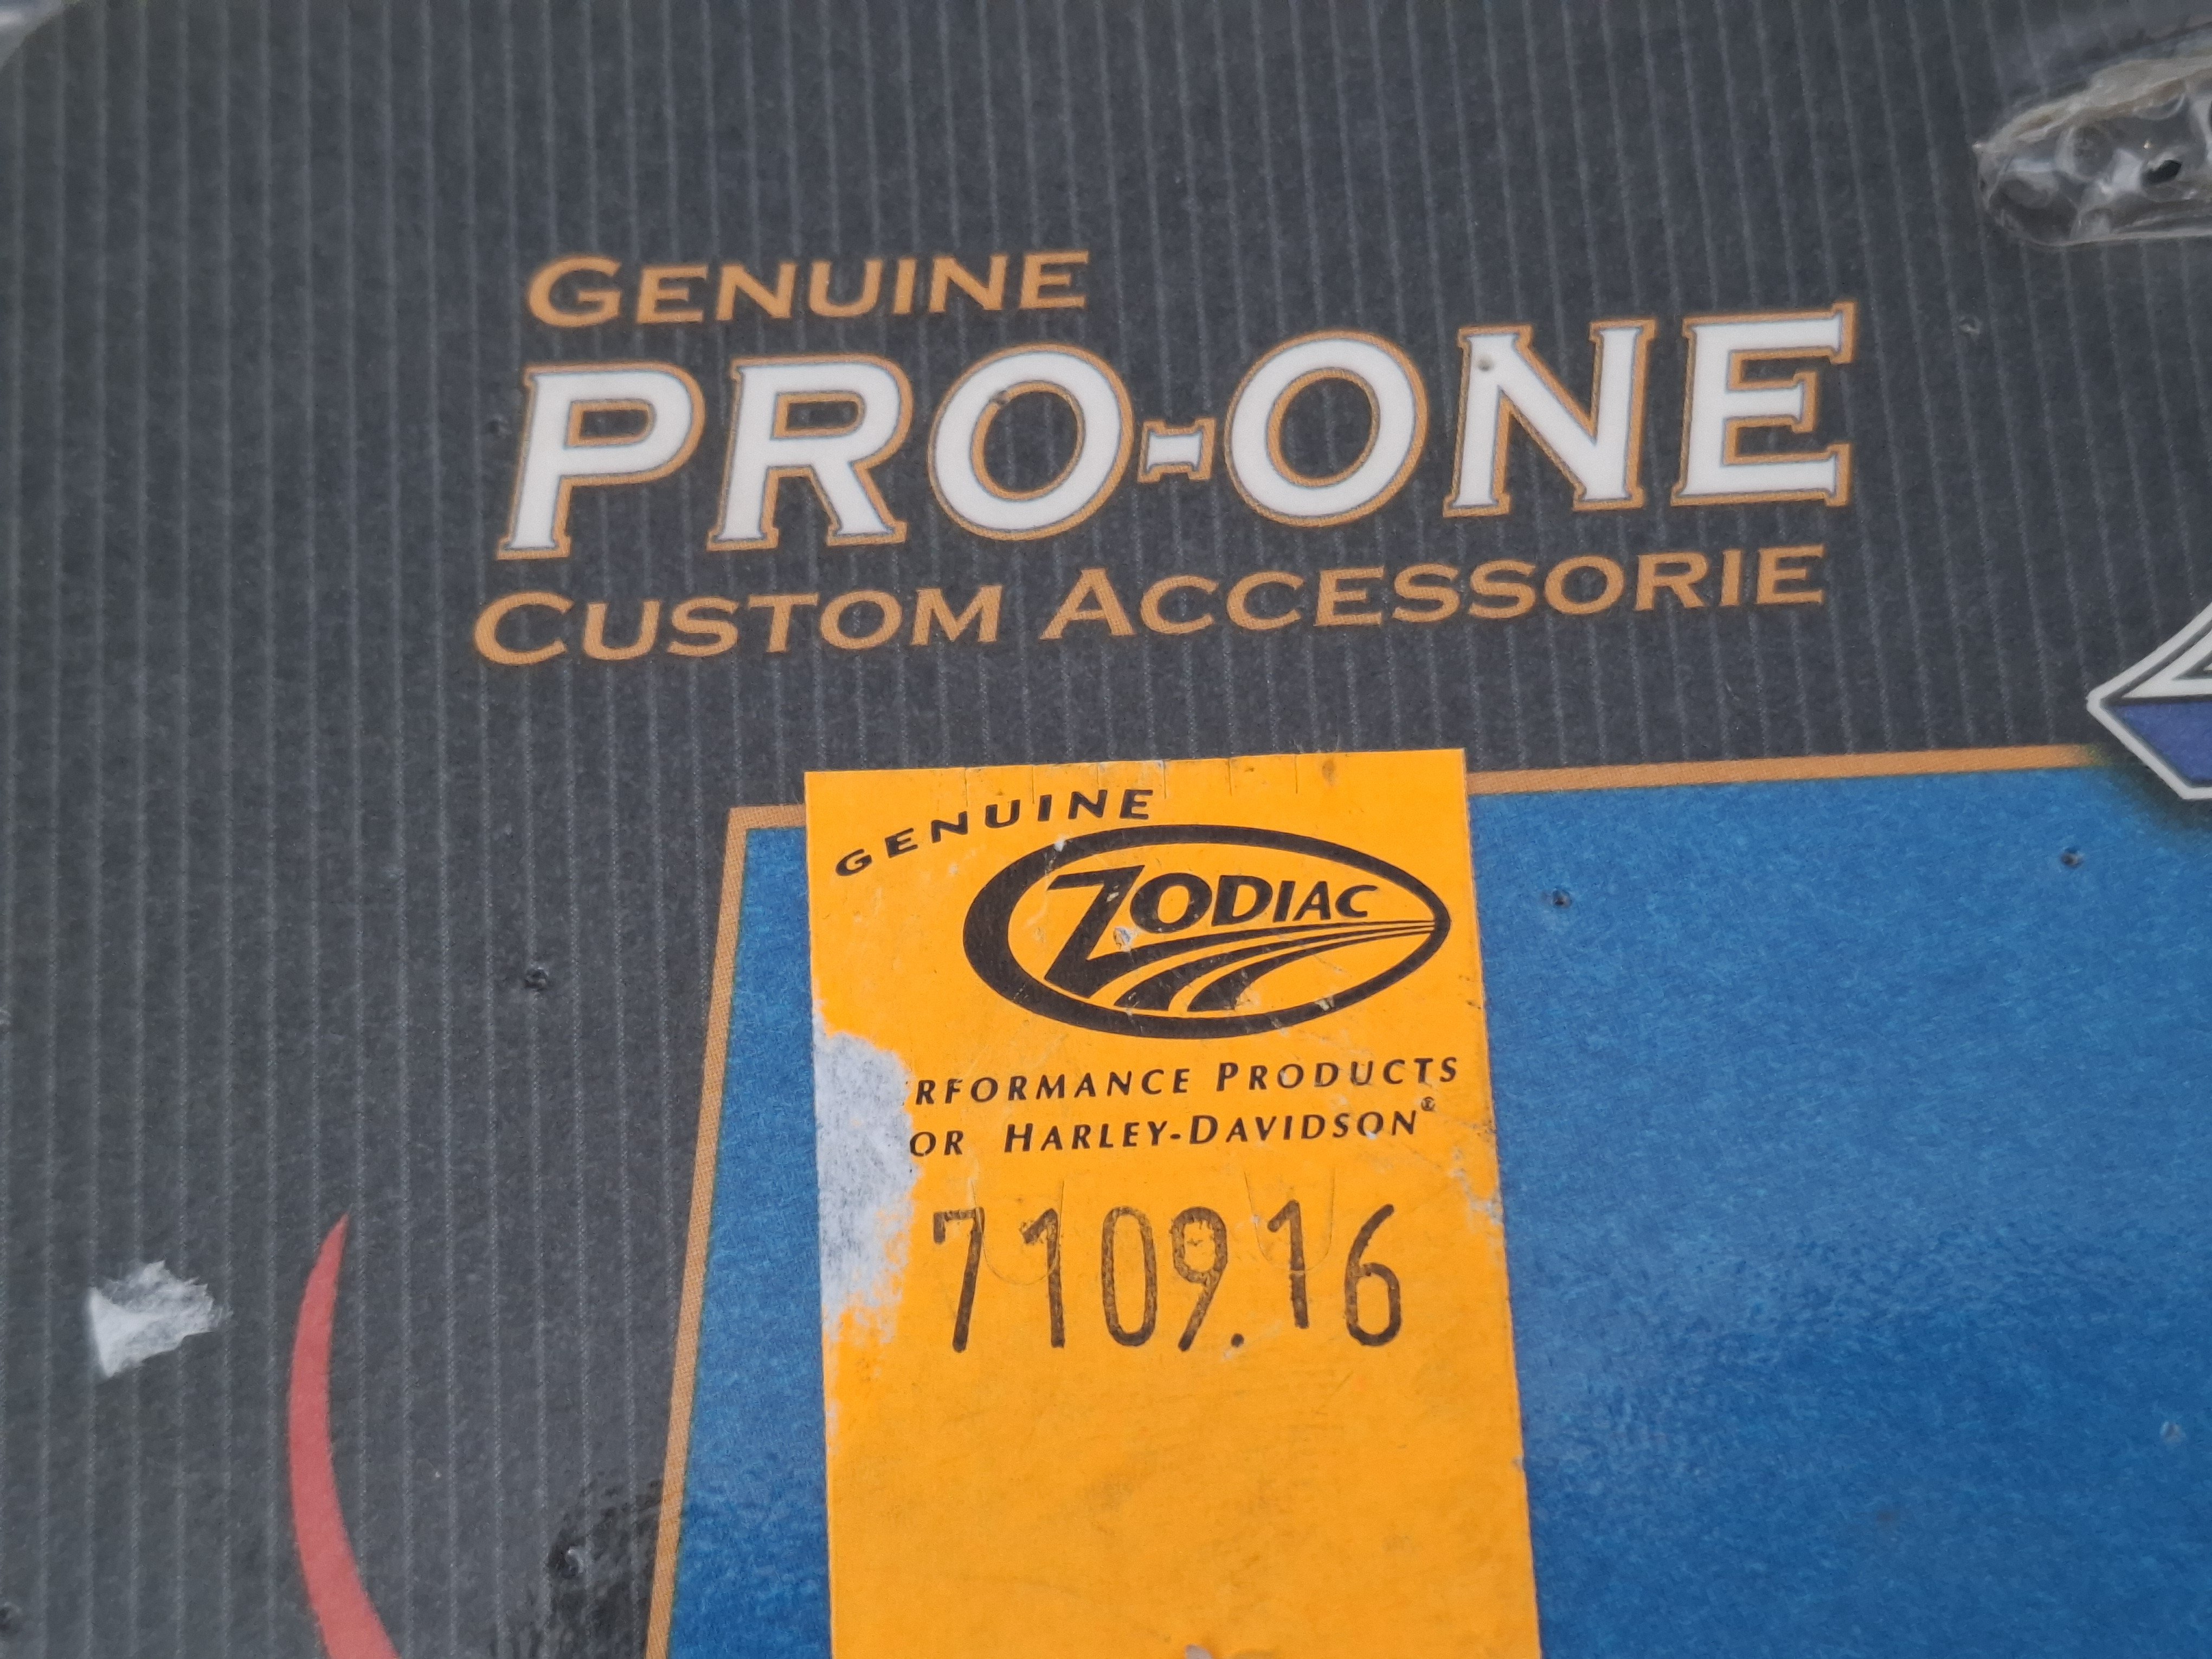 GENUINE
PRO-ONE
CUSTOM ACCESSORIE
GENUINE
ZODIAC
RFORMANCE PRODUCTS
OR HARLEY-DAVIDSON®
7109.16